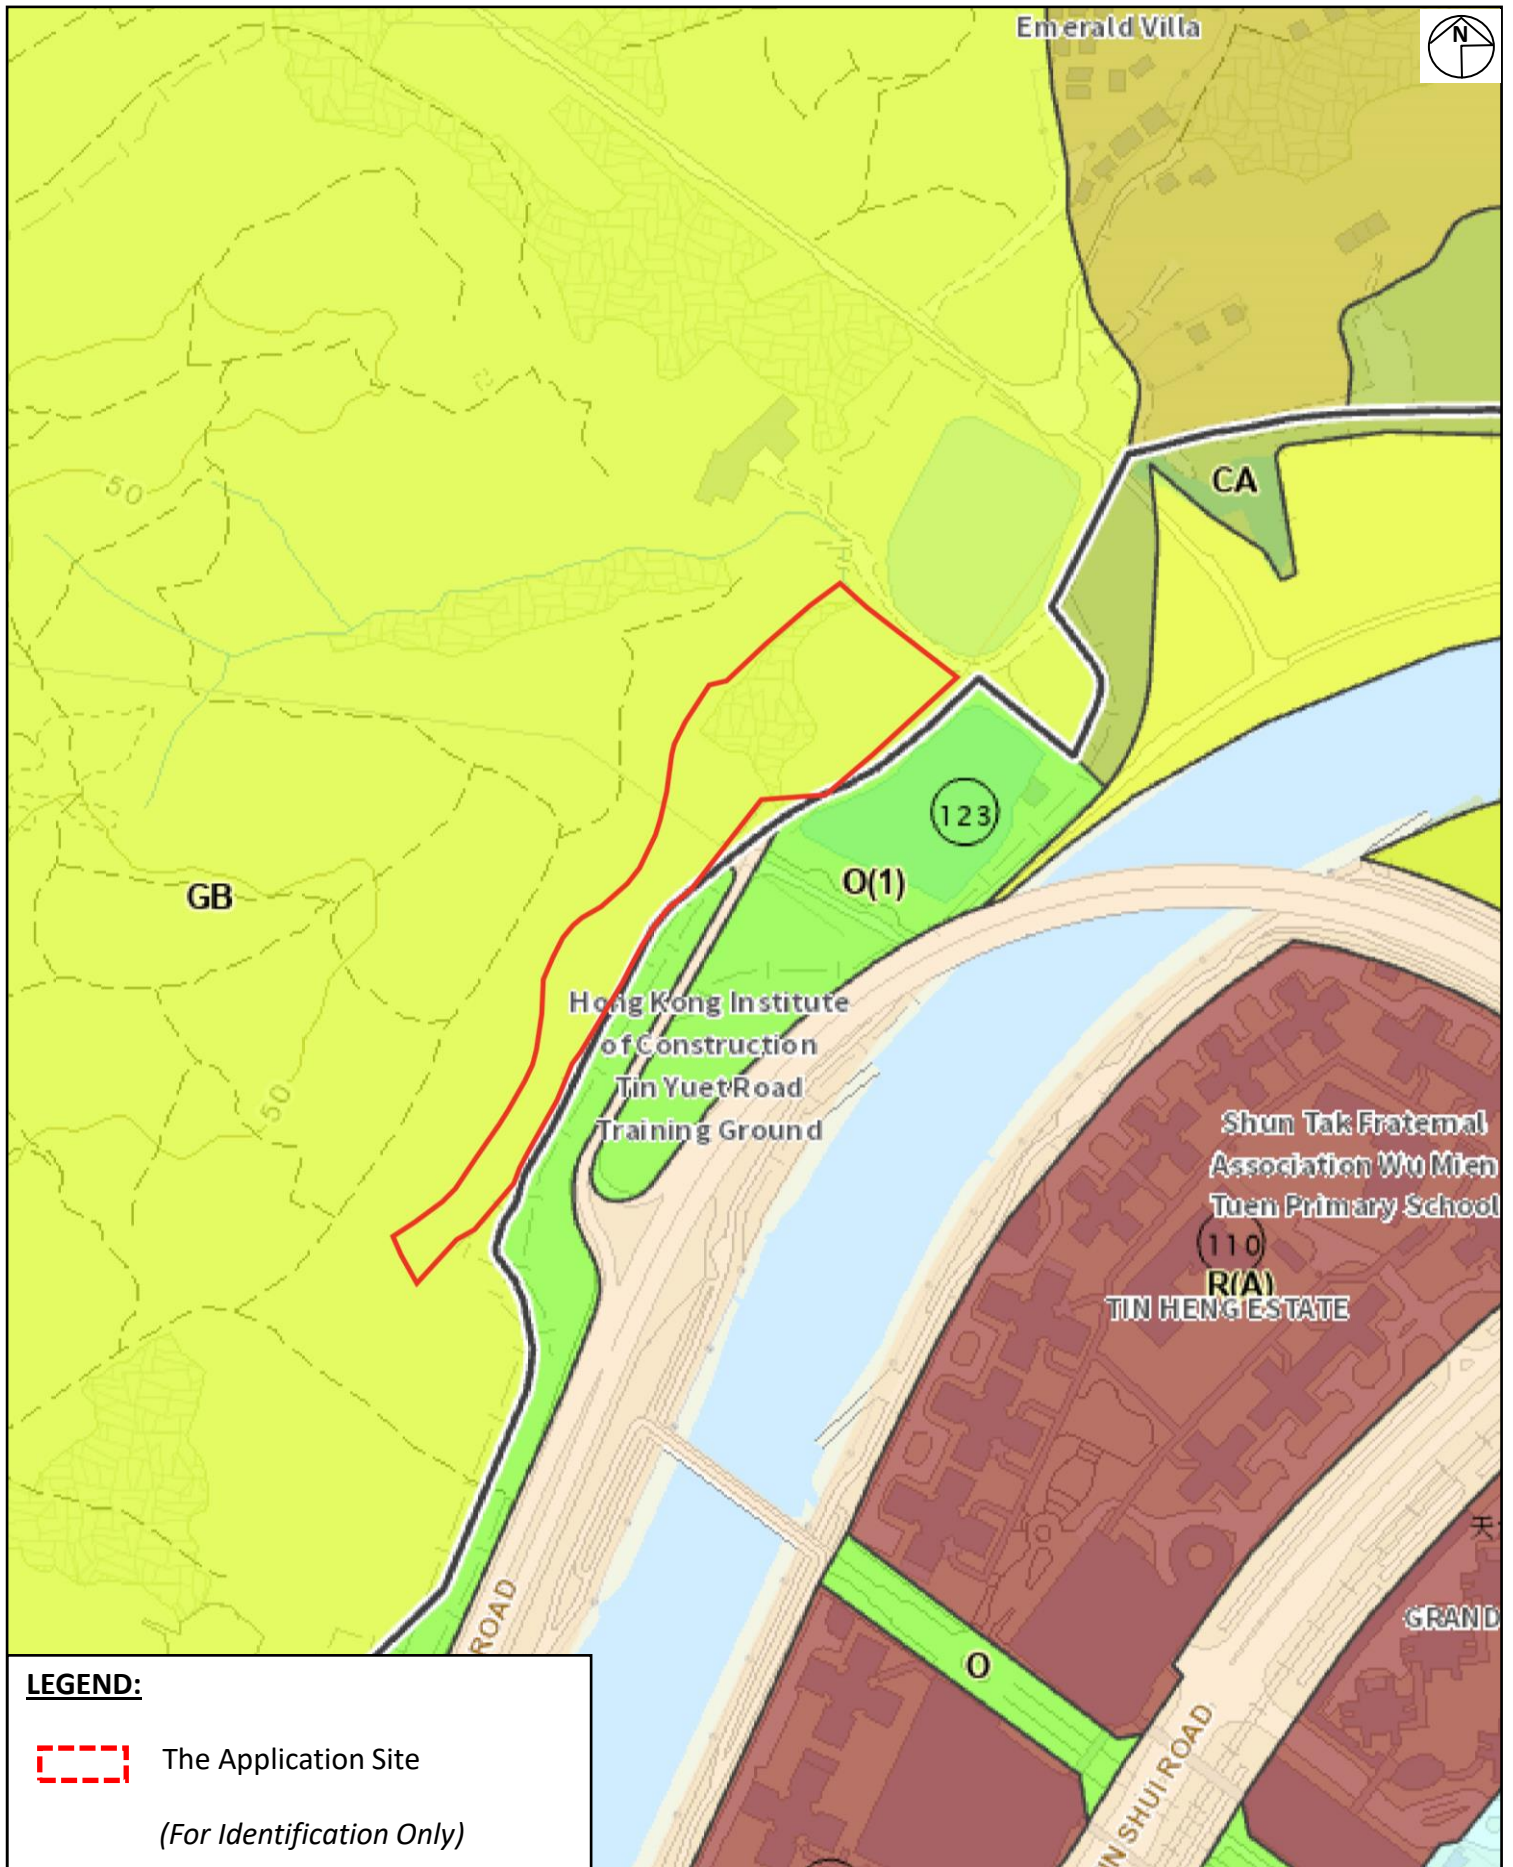 Emerald Villa
N
CA
50
123
O(1)
GB
Hong Kong Institute
of Construction
Tin Yuet Road
Training Ground
50
Shun Tak Fraternal
Association Wu Mien
Tuen Primary School
110
R(A)
TIN HENG ESTATE
天
GRAND
ROAD
O
IN SHUI ROAD
LEGEND:
The Application Site
(For Identification Only)